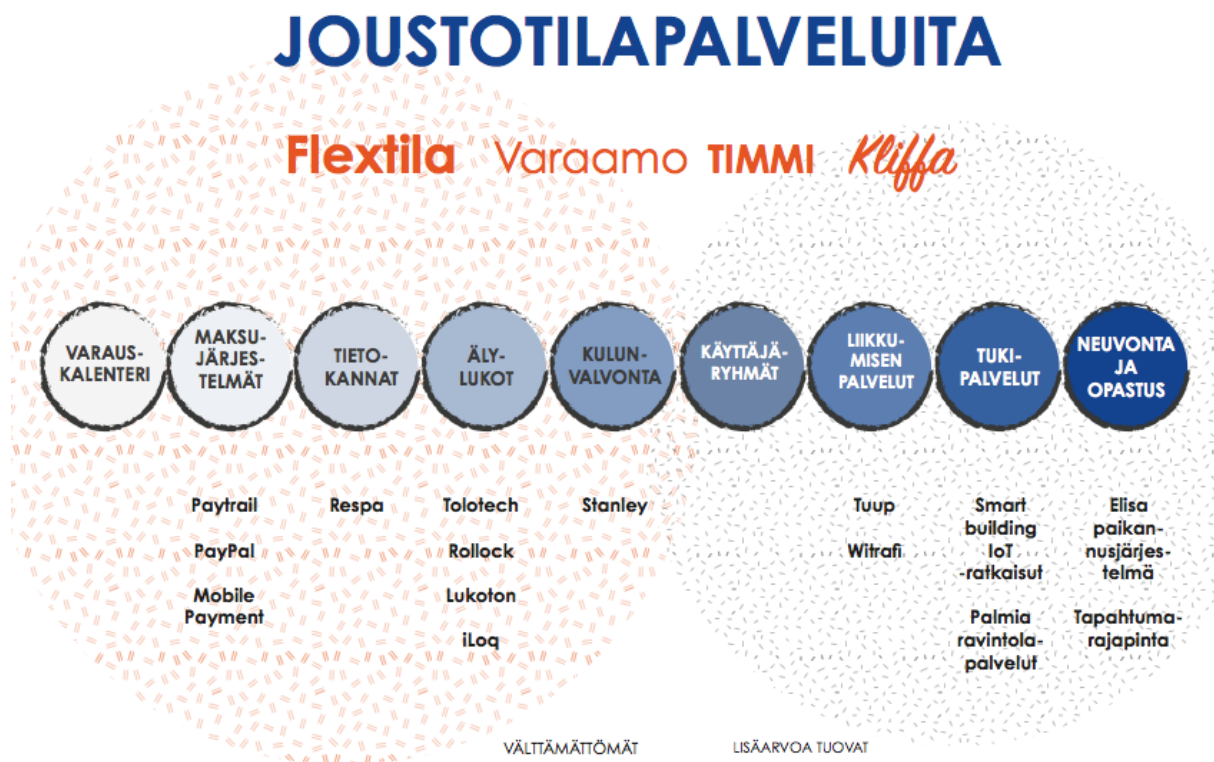 JOUSTOTILAPALVELUITA
Flextila Varaamo TIMMI Kliffa
VARAUS-
KALENTERI
MAKSU-
JÄRJES-
TELMÄT
TIETO-
KANNAT
ÄLY-
LUKOT
KULUN-
VALVONTA
KÄYTTÄJÄ-
RYHMÄT
LIIKKU-
MISEN
PALVELUT
TUKI-
PALVELUT
NEUVONTA
JA
OPASTUS
Paytrail
PayPal
Mobile
Payment
Respa
Tolotech
Rollock
Lukoton
iLoq
Stanley
Tuup
Witrafi
Smart
building
IoT
-ratkaisut
Palmia
ravintola-
palvelut
Elisa
paikan-
nusjärjes-
telmä
Tapahtuma-
rajapinta
VÄLTTÄMÄTTÖMÄT
LISÄARVOA TUOVAT